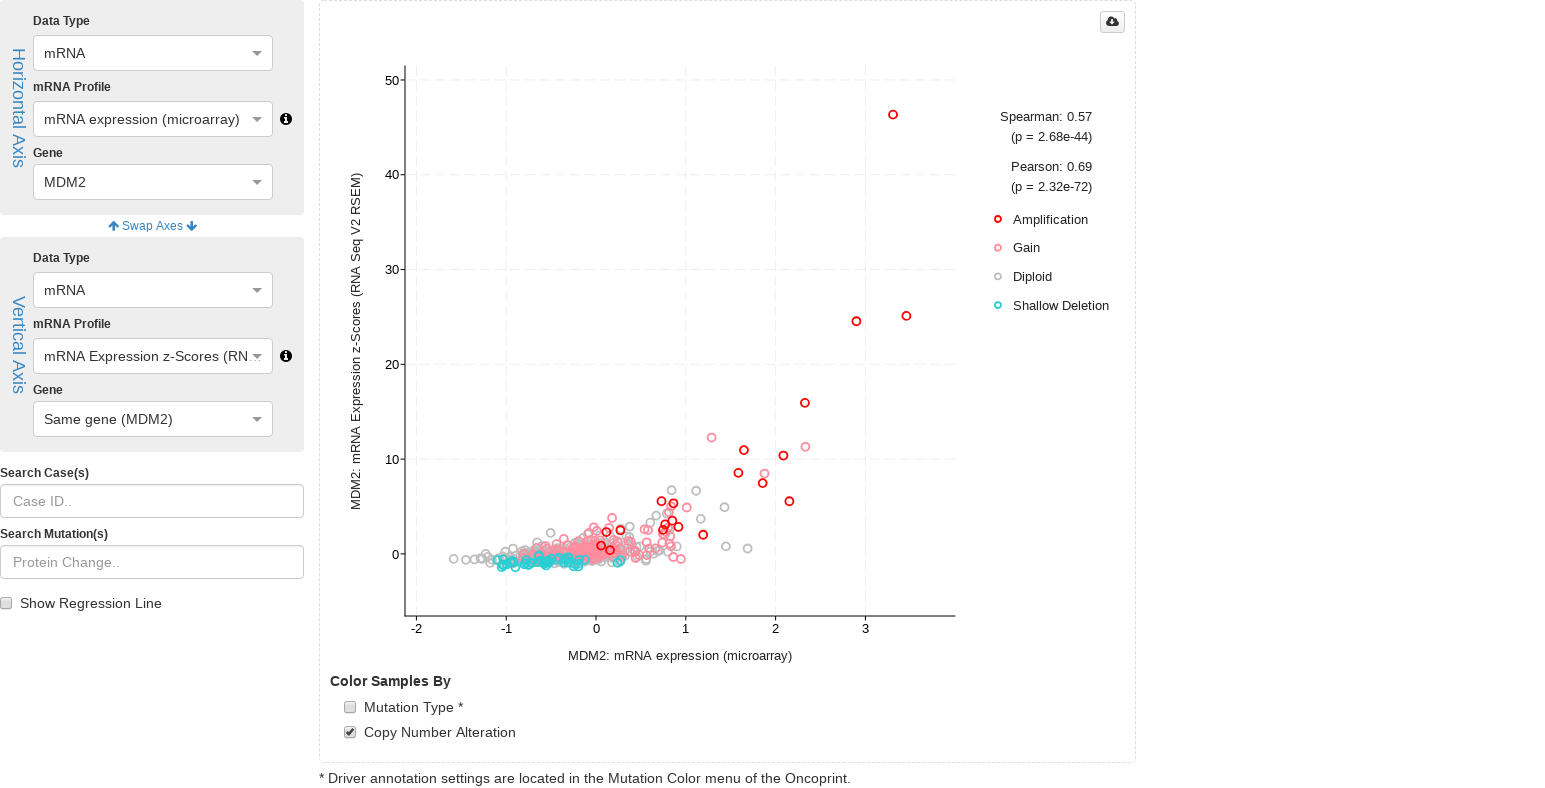 Horizontal Axis
Data Type
mRNA
mRNA Profile
mRNA expression (microarray)
Gene
MDM2
Swap Axes
Vertical Axis
Data Type
mRNA
mRNA Profile
mRNA Expression z-Scores (RN...
Gene
Same gene (MDM2)
Search Case(s)
Case ID..
Search Mutation(s)
Protein Change..
Show Regression Line
MDM2: mRNA Expression z-Scores (RNA Seq V2 RSEM)
50
40
30
20
10
0
-2 -1 0 1 2 3
MDM2: mRNA expression (microarray)
Spearman: 0.57
(p = 2.68e-44)
Pearson: 0.69
(p = 2.32e-72)
Amplification
Gain
Diploid
Shallow Deletion
Color Samples By
Mutation Type *
Copy Number Alteration
* Driver annotation settings are located in the Mutation Color menu of the Oncoprint.